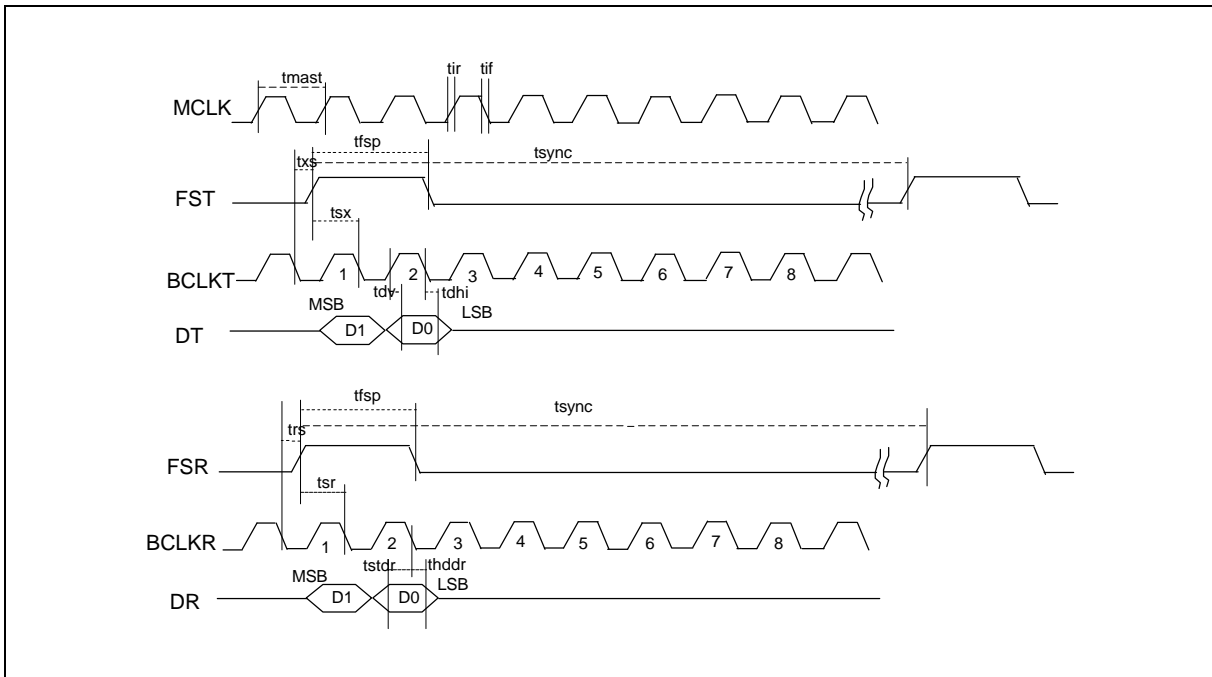 tmast
tir tif
MCLK
tfsp
tsync
txs
FST
tsx
BCLKT
1 2 3 4 5 6 7 8
tdv tdhi
MSB LSB
DT
D1 D0
tfsp
tsync
trs
FSR
tsr
BCLKR
1 2 3 4 5 6 7 8
tstdr thddr
MSB LSB
DR
D1 D0